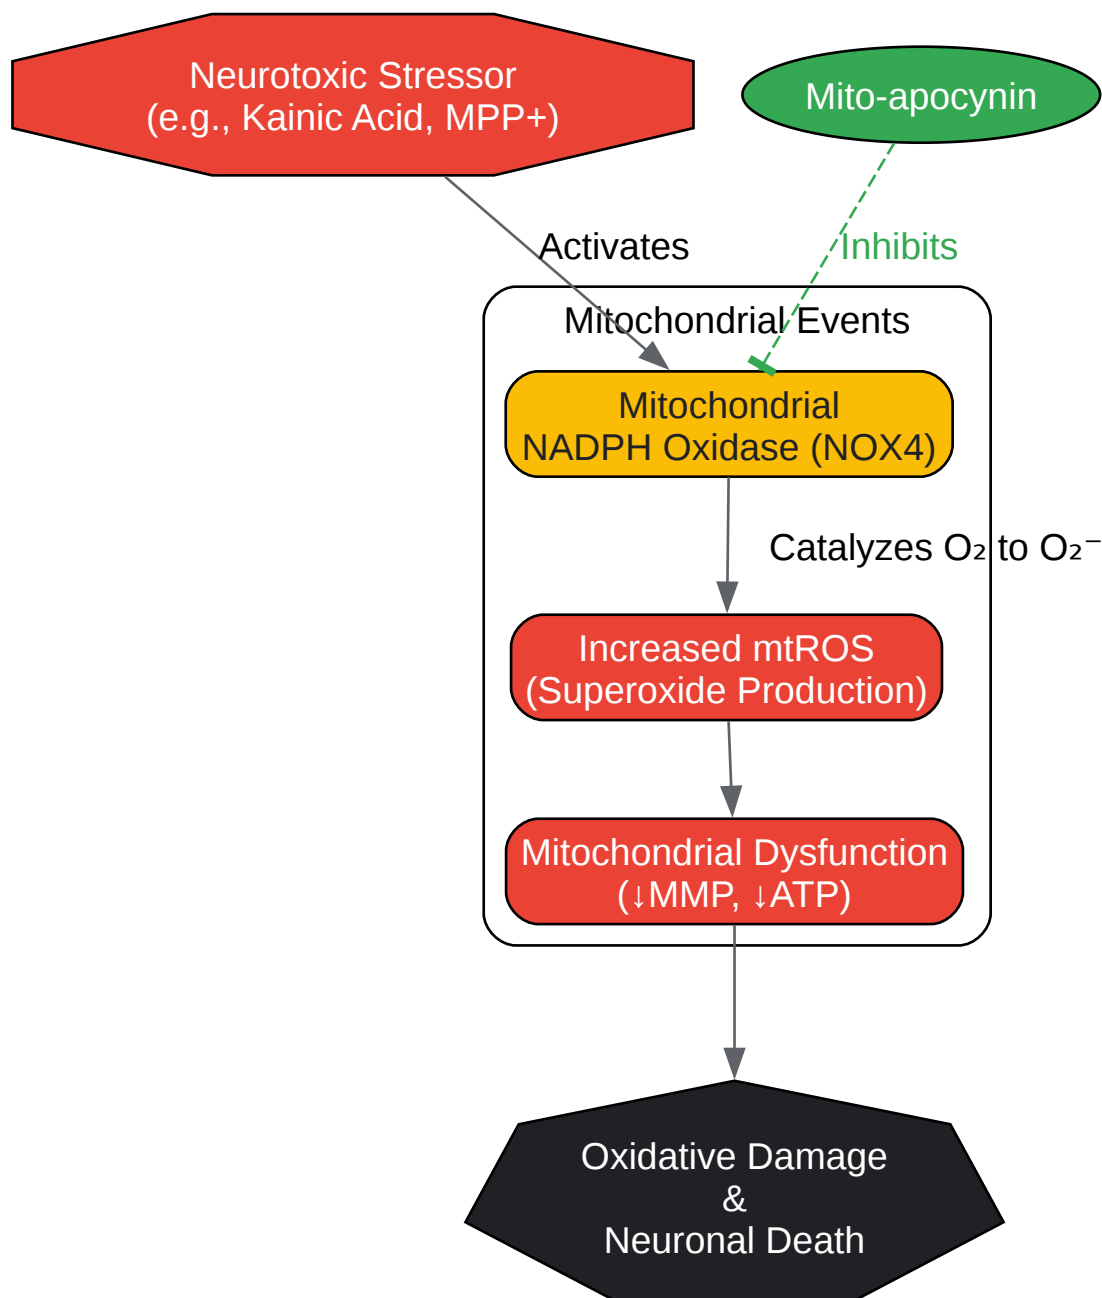 Neurotoxic Stressor
(e.g., Kainic Acid, MPP+)
Mito-apocynin
Activates
Inhibits
Mitochondrial Events
Mitochondrial
NADPH Oxidase (NOX4)
Catalyzes O₂ to O₂⁻
Increased mtROS
(Superoxide Production)
Mitochondrial Dysfunction
(↓MMP, ↓ATP)
Oxidative Damage
&
Neuronal Death